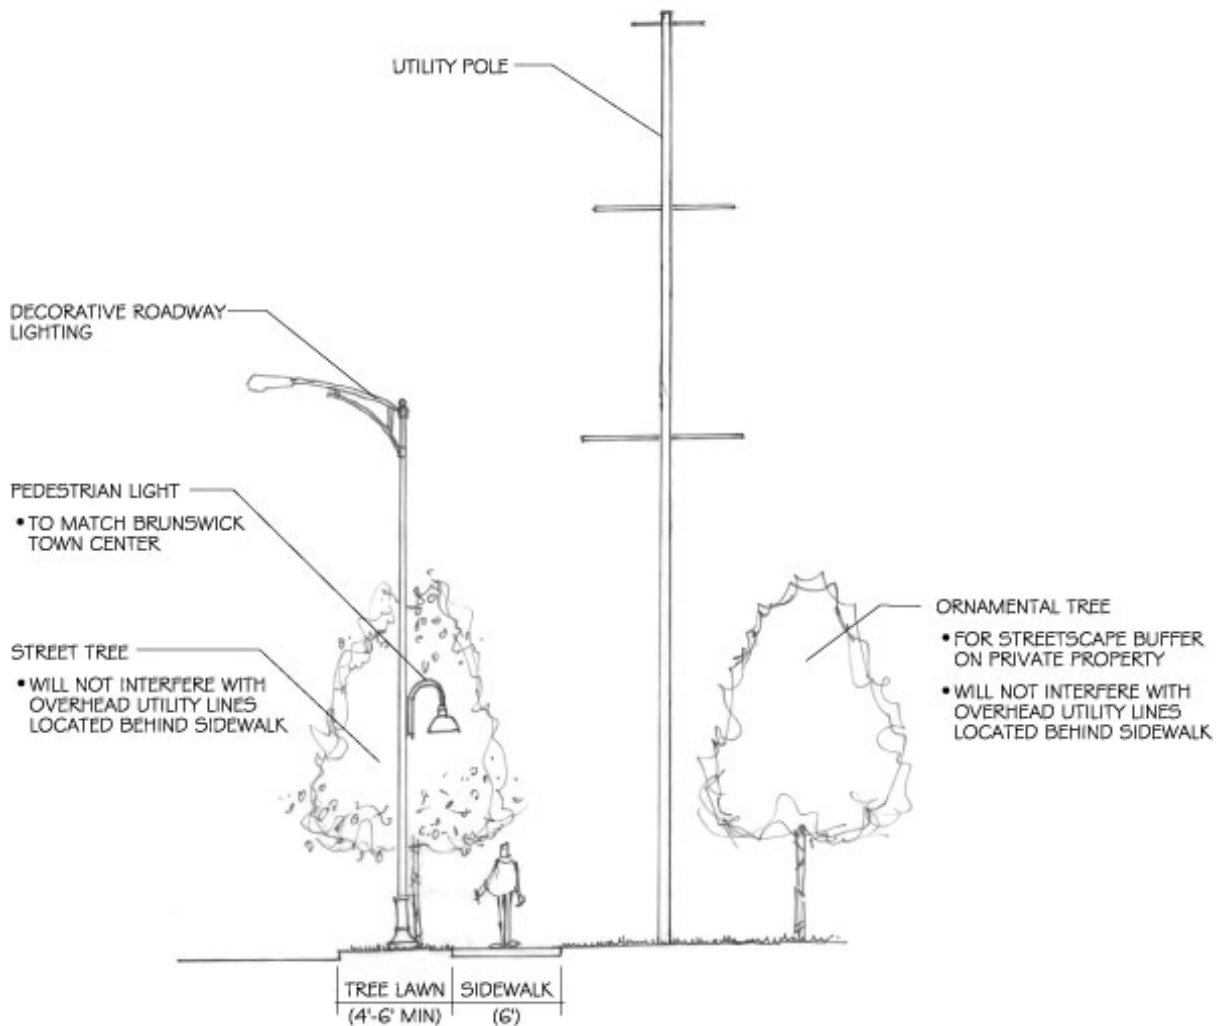 UTILITY POLE
DECORATIVE ROADWAY
LIGHTING
PEDESTRIAN LIGHT
• TO MATCH BRUNSWICK
TOWN CENTER
STREET TREE
• WILL NOT INTERFERE WITH
OVERHEAD UTILITY LINES
LOCATED BEHIND SIDEWALK
ORNAMENTAL TREE
• FOR STREETSCAPE BUFFER
ON PRIVATE PROPERTY
• WILL NOT INTERFERE WITH
OVERHEAD UTILITY LINES
LOCATED BEHIND SIDEWALK
TREE LAWN
(4'-6' MIN)
SIDEWALK
(6')